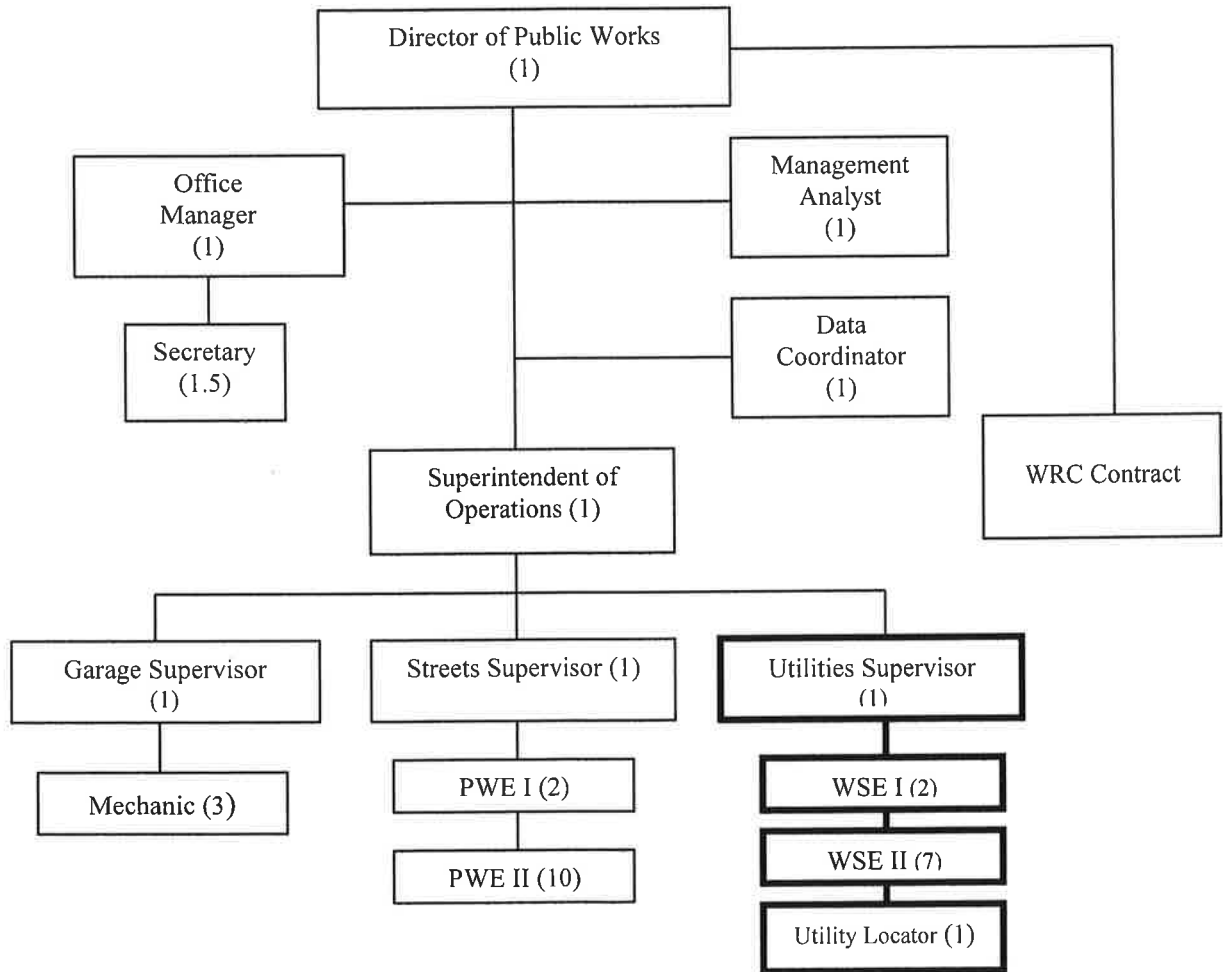 Director of Public Works
(1)
Office
Manager
(1)
Management
Analyst
(1)
Secretary
(1.5)
Data
Coordinator
(1)
Superintendent of
Operations (1)
WRC Contract
Garage Supervisor
(1)
Streets Supervisor (1)
Utilities Supervisor
(1)
Mechanic (3)
PWE I (2)
PWE II (10)
WSE I (2)
WSE II (7)
Utility Locator (1)